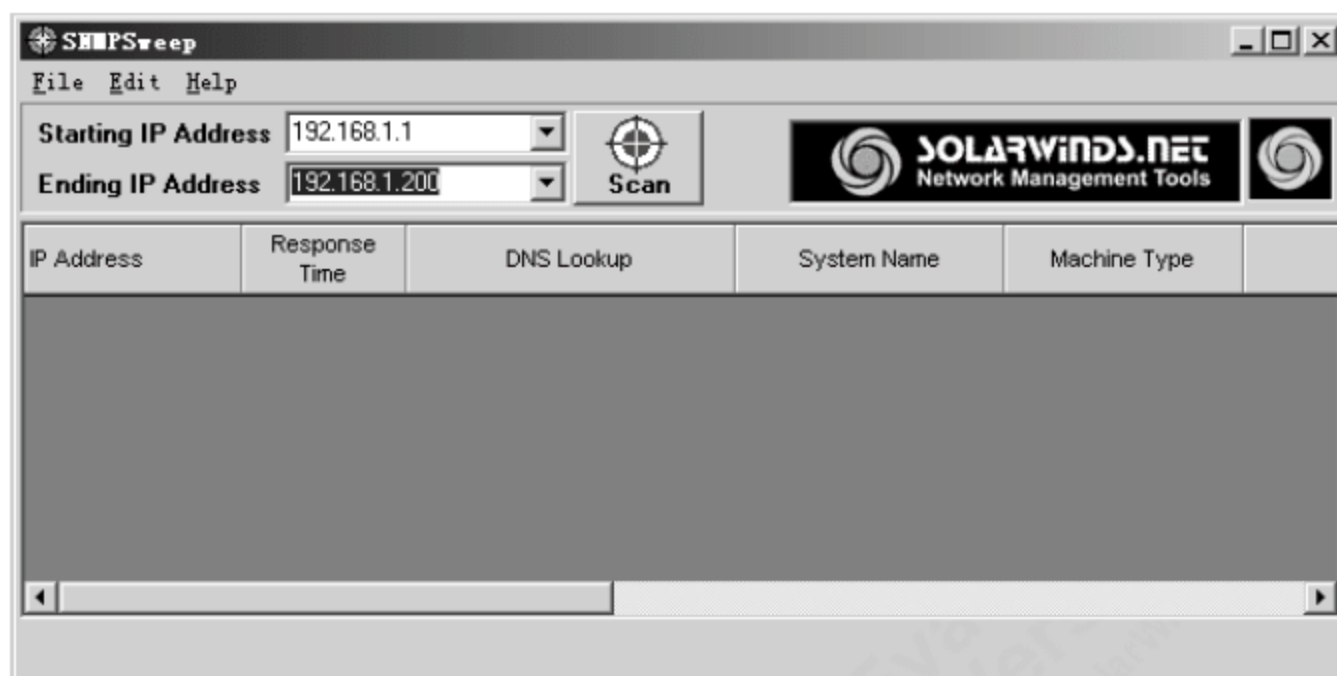 SNMPSweep
File Edit Help
Starting IP Address 192.168.1.1
Ending IP Address 192.168.1.200
Scan
SOLARWINDS.NET
Network Management Tools
IP Address Response Time DNS Lookup System Name Machine Type